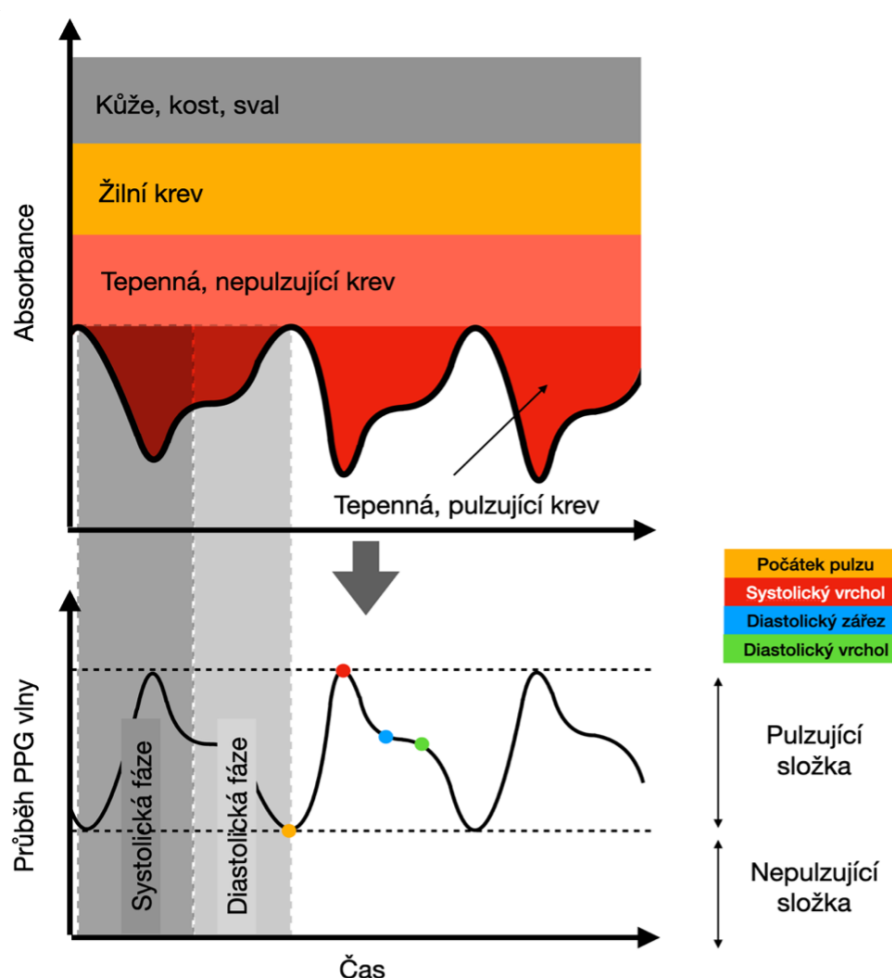 Absorbance
Kůže, kost, sval
Žilní krev
Tepenná, nepulzující krev
Tepenná, pulzující krev
Počátek pulzu
Systolický vrchol
Diastolický zářez
Diastolický vrchol
Průběh PPG vlny
Systolická fáze
Diastolická fáze
Pulzující
složka
Nepulzující
složka
Čas